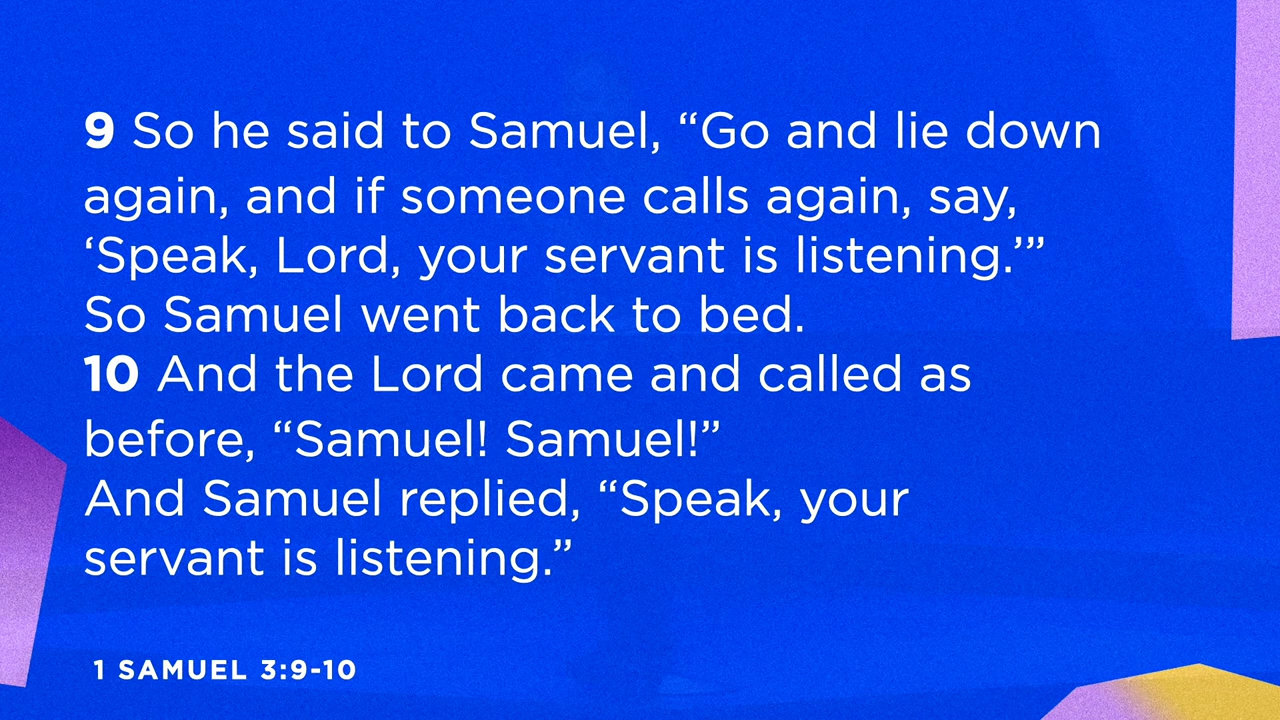 9 So he said to Samuel, “Go and lie down
again, and if someone calls again, say,
‘Speak, Lord, your servant is listening.’”
So Samuel went back to bed.
10 And the Lord came and called as
before, “Samuel! Samuel!”
And Samuel replied, “Speak, your
servant is listening.”
1 SAMUEL 3:9-10